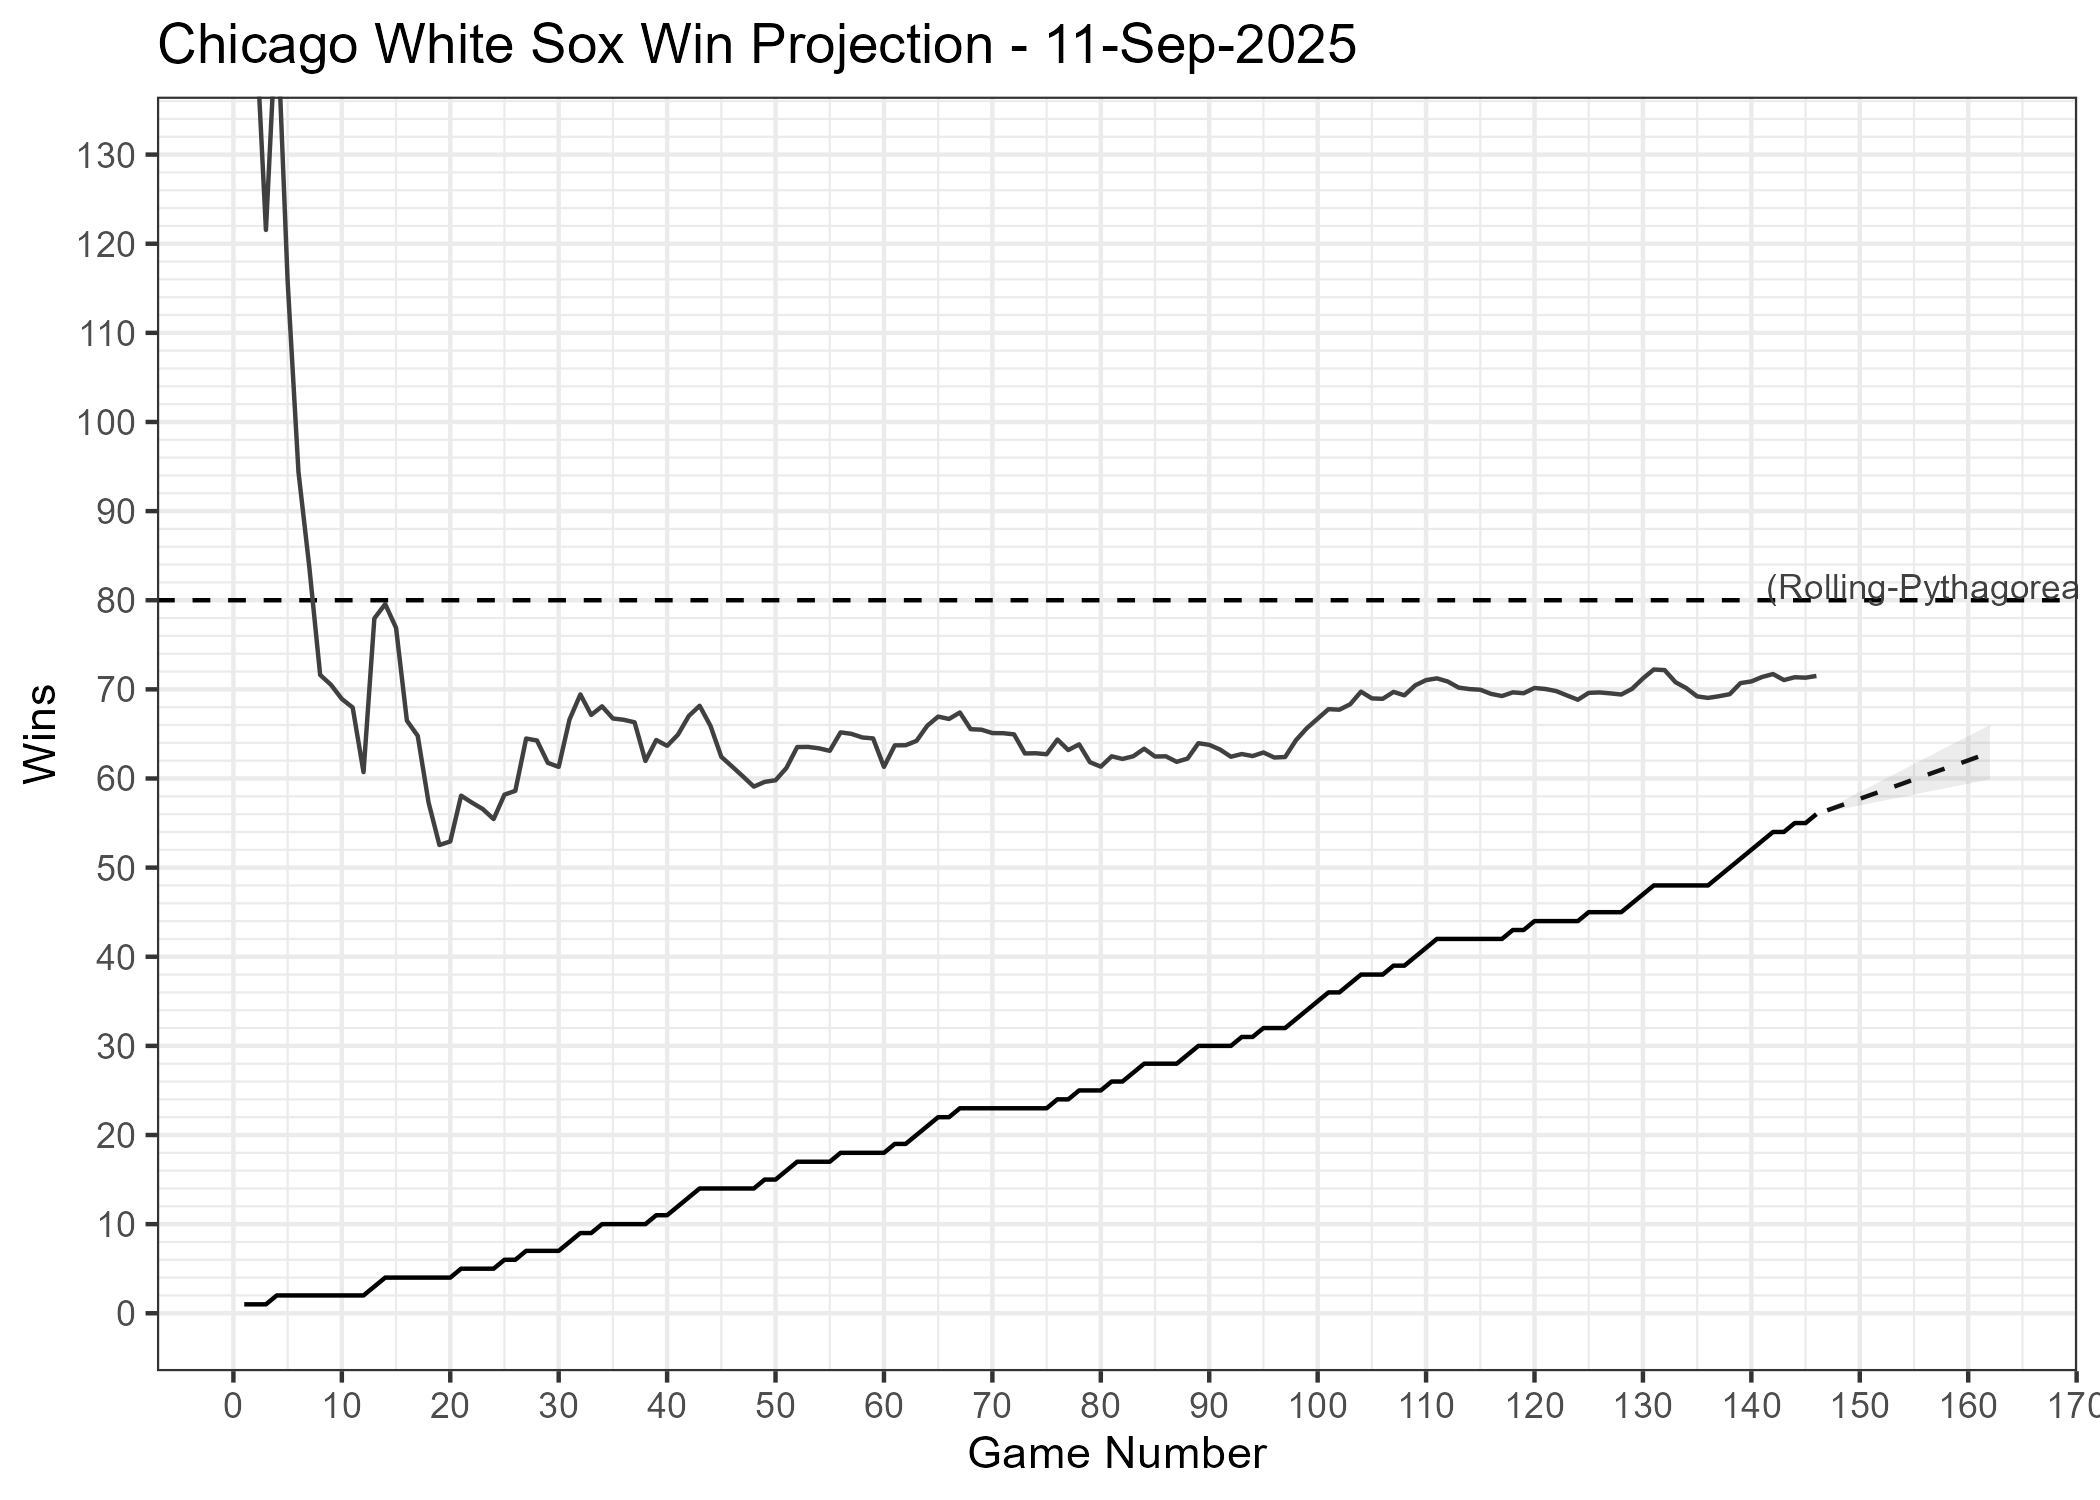 Chicago White Sox Win Projection - 11-Sep-2025
130
120
110
100
90
80
70
60
50
40
30
20
10
0
Wins
(Rolling-Pythagorea
0 10 20 30 40 50 60 70 80 90 100 110 120 130 140 150 160 170
Game Number